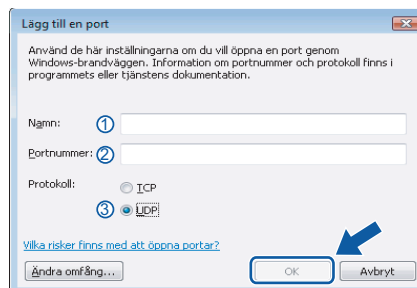 Lägg till en port
Använd de här inställningarna om du vill öppna en port genom
Windows-brandväggen. Information om portnummer och protokoll finns i
programmets eller tjänstens dokumentation.
Namn: 1
Portnummer: 2
Protokoll: TCP
3 UDP
Vilka risker finns med att öppna portar?
Ändra omfång... OK Avbryt